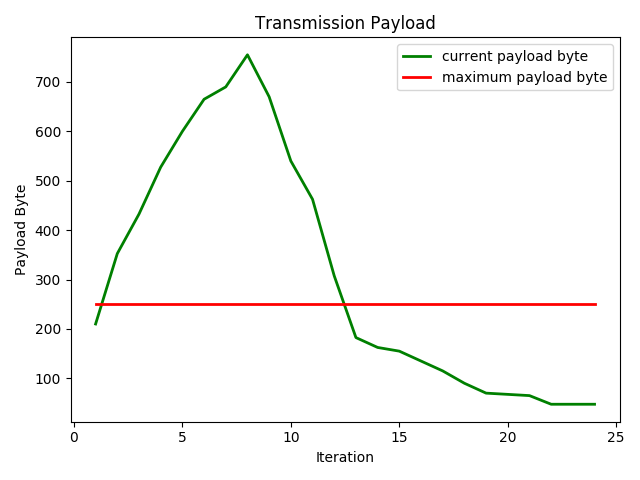 Transmission Payload
current payload byte
maximum payload byte
Payload Byte
700
600
500
400
300
200
100
0
5
10
15
20
25
Iteration